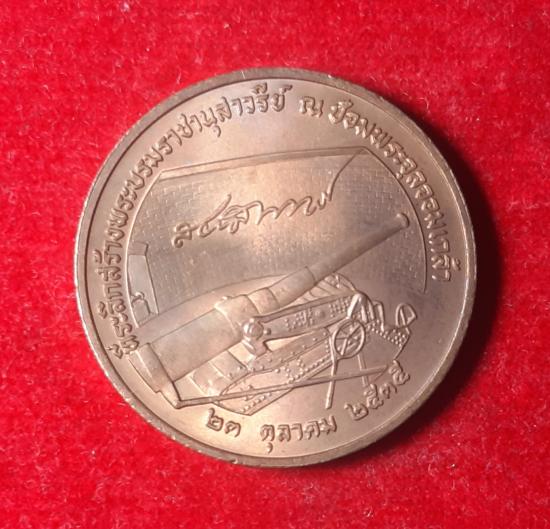 ที่ระลึกสร้างพระบรมราชานุสาวรีย์ ณ ป้อมพระจุลจอมเกล้า
๒๓ ตุลาคม ๒๕๓๕